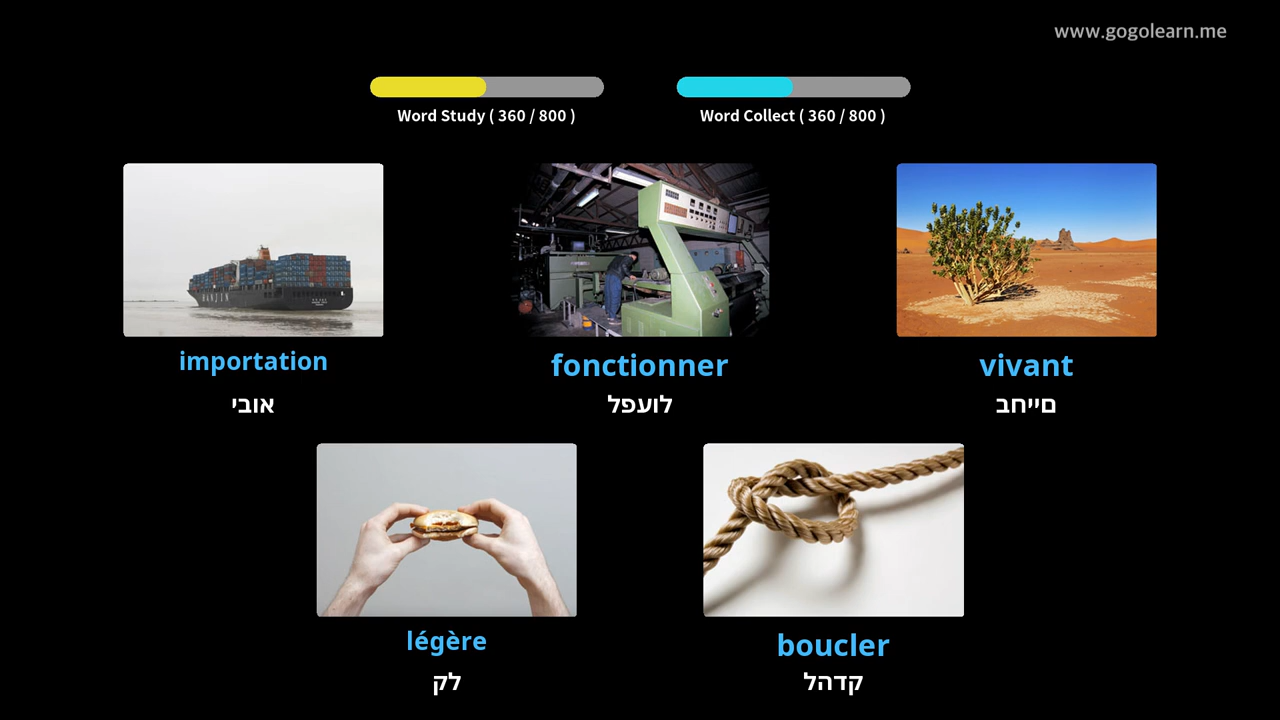 www.gogolearn.me
Word Study ( 360 / 800 )
Word Collect ( 360 / 800 )
importation
אובי
fonctionner
לועפל
vivant
םייחב
légère
לק
boucler
קדהל